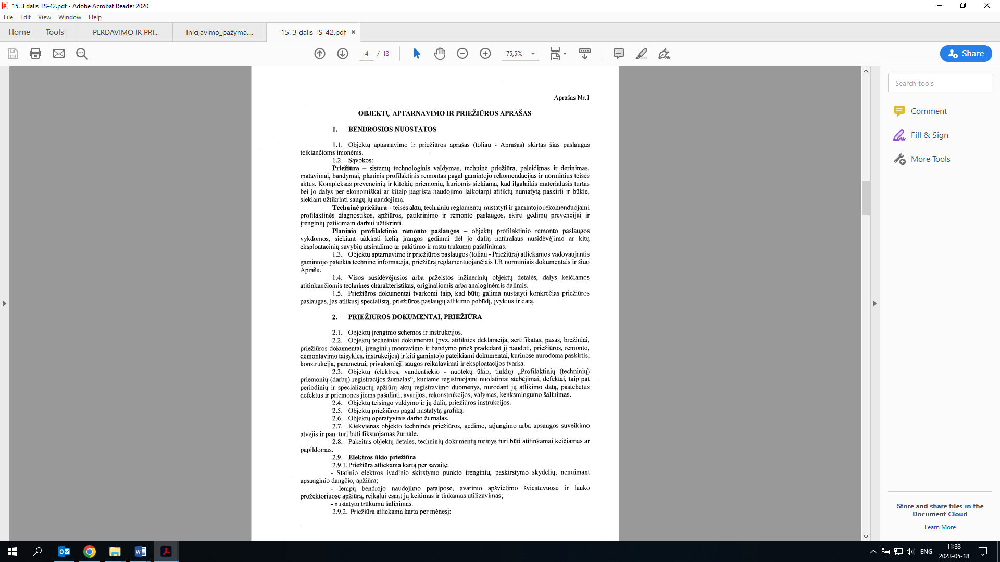 15. 3 dalis TS-42.pdf - Adobe Acrobat Reader 2020
File Edit View Window Help
Home Tools PERDAVIMO IR PRI... Inicijavimo_pažyma.... 15. 3 dalis TS-42.pdf ×
4 / 13 75,5% Share
Search tools
Comment
Fill & Sign
More Tools
Aprašas Nr.1
OBJEKTŲ APTARNAVIMO IR PRIEŽIŪROS APRAŠAS
1. BENDROSIOS NUOSTATOS
1.1. Objektų aptarnavimo ir priežiūros aprašas (toliau - Aprašas) skirtas šias paslaugas
teikiančioms įmonėms.
1.2. Sąvokos:
Priežiūra – sistemų technologinis valdymas, techninė priežiūra, paleidimas ir derinimas,
matavimai, bandymai, planinis profilaktinis remontas pagal gamintojo rekomendacijas ir norminius teisės
aktus. Kompleksas prevencinių ir kitokių priemonių, kuriomis siekiama, kad ilgalaikis materialusis turtas
bei jo dalys per ekonomiškai ar kitaip pagrįstą naudojimo laikotarpį atitiktų numatytą paskirtį ir būklę,
siekiant užtikrinti saugų jų naudojimą.
Techninė priežiūra – teisės aktų, techninių reglamentų nustatyti ir gamintojo rekomenduojami
profilaktinės diagnostikos, apžiūros, patikrinimo ir remonto paslaugos, skirti gedimų prevencijai ir
įrenginių patikimam darbui užtikrinti.
Planinio profilaktinio remonto paslaugos – objektų profilaktinio remonto paslaugos
vykdomos, siekiant užkirsti kelią įrangos gedimui dėl jo dalių natūralaus nusidėvėjimo ar kitų
eksploatacinių savybių atsiradimo ar pakitimo ir rastų trūkumų pašalinimas.
1.3. Objektų aptarnavimo ir priežiūros paslaugos (toliau - Priežiūra) atliekamos vadovaujantis
gamintojo pateikta technine informacija, priežiūrą reglamentuojančiais LR norminiais dokumentais ir šiuo
Aprašu.
1.4. Visos susidėvėjusios arba pažeistos inžinerinių objektų detalės, dalys keičiamos
atitinkančiomis technines charakteristikas, originaliomis arba analoginėmis dalimis.
1.5. Priežiūros dokumentai tvarkomi taip, kad būtų galima nustatyti konkrečias priežiūros
paslaugas, jas atlikusį specialistą, priežiūros paslaugų atlikimo pobūdį, įvykius ir datą.
2. PRIEŽIŪROS DOKUMENTAI, PRIEŽIŪRA
2.1. Objektų įrengimo schemos ir instrukcijos.
2.2. Objektų techniniai dokumentai (pvz. atitikties deklaracija, sertifikatas, pasas, brėžiniai,
priežiūros dokumentai, įrenginių montavimo ir bandymo prieš pradedant jį naudoti, priežiūros, remonto,
demontavimo taisyklės, instrukcijos) ir kiti gamintojo pateikiami dokumentai, kuriuose nurodoma paskirtis,
konstrukcija, parametrai, privalomieji saugos reikalavimai ir eksploatacijos tvarka.
2.3. Objektų (elektros, vandentiekio - nuotekų ūkio, tinklų) „Profilaktinių (techninių)
priemonių (darbų) registracijos žurnalas“, kuriame registruojami nuolatiniai stebėjimai, defektai, taip pat
periodinių ir specializuotų apžiūrų aktų registravimo duomenys, nurodant jų atlikimo datą, pastebėtus
defektus ir priemones jiems pašalinti, avarijos, rekonstrukcijos, valymas, kenksmingumo šalinimas.
2.4. Objektų teisingo valdymo ir jų dalių priežiūros instrukcijos.
2.5. Objektų priežiūros pagal nustatytą grafiką.
2.6. Objektų operatyvinis darbo žurnalas.
2.7. Kiekvienas objekto techninės priežiūros, gedimo, atjungimo arba apsaugos suveikimo
atvejis ir pan. turi būti fiksuojamas žurnale.
2.8. Pakeitus objektų detales, techninių dokumentų turinys turi būti atitinkamai keičiamas ar
papildomas.
2.9. Elektros ūkio priežiūra
2.9.1. Priežiūra atliekama kartą per savaitę:
- Statinio elektros įvadinio skirstymo punkto įrenginių, paskirstymo skydelių, nenuimant
apsauginio dangčio, apžiūra;
- lempų bendrojo naudojimo patalpose, avarinio apšvietimo šviestuvuose ir lauko
prožektoriuose apžiūra, reikalui esant jų keitimas ir tinkamas utilizavimas;
- nustatytų trūkumų šalinimas.
2.9.2. Priežiūra atliekama kartą per mėnesį:
Store and share files in the
Document Cloud
Learn More
ENG 11:33
2023-05-18